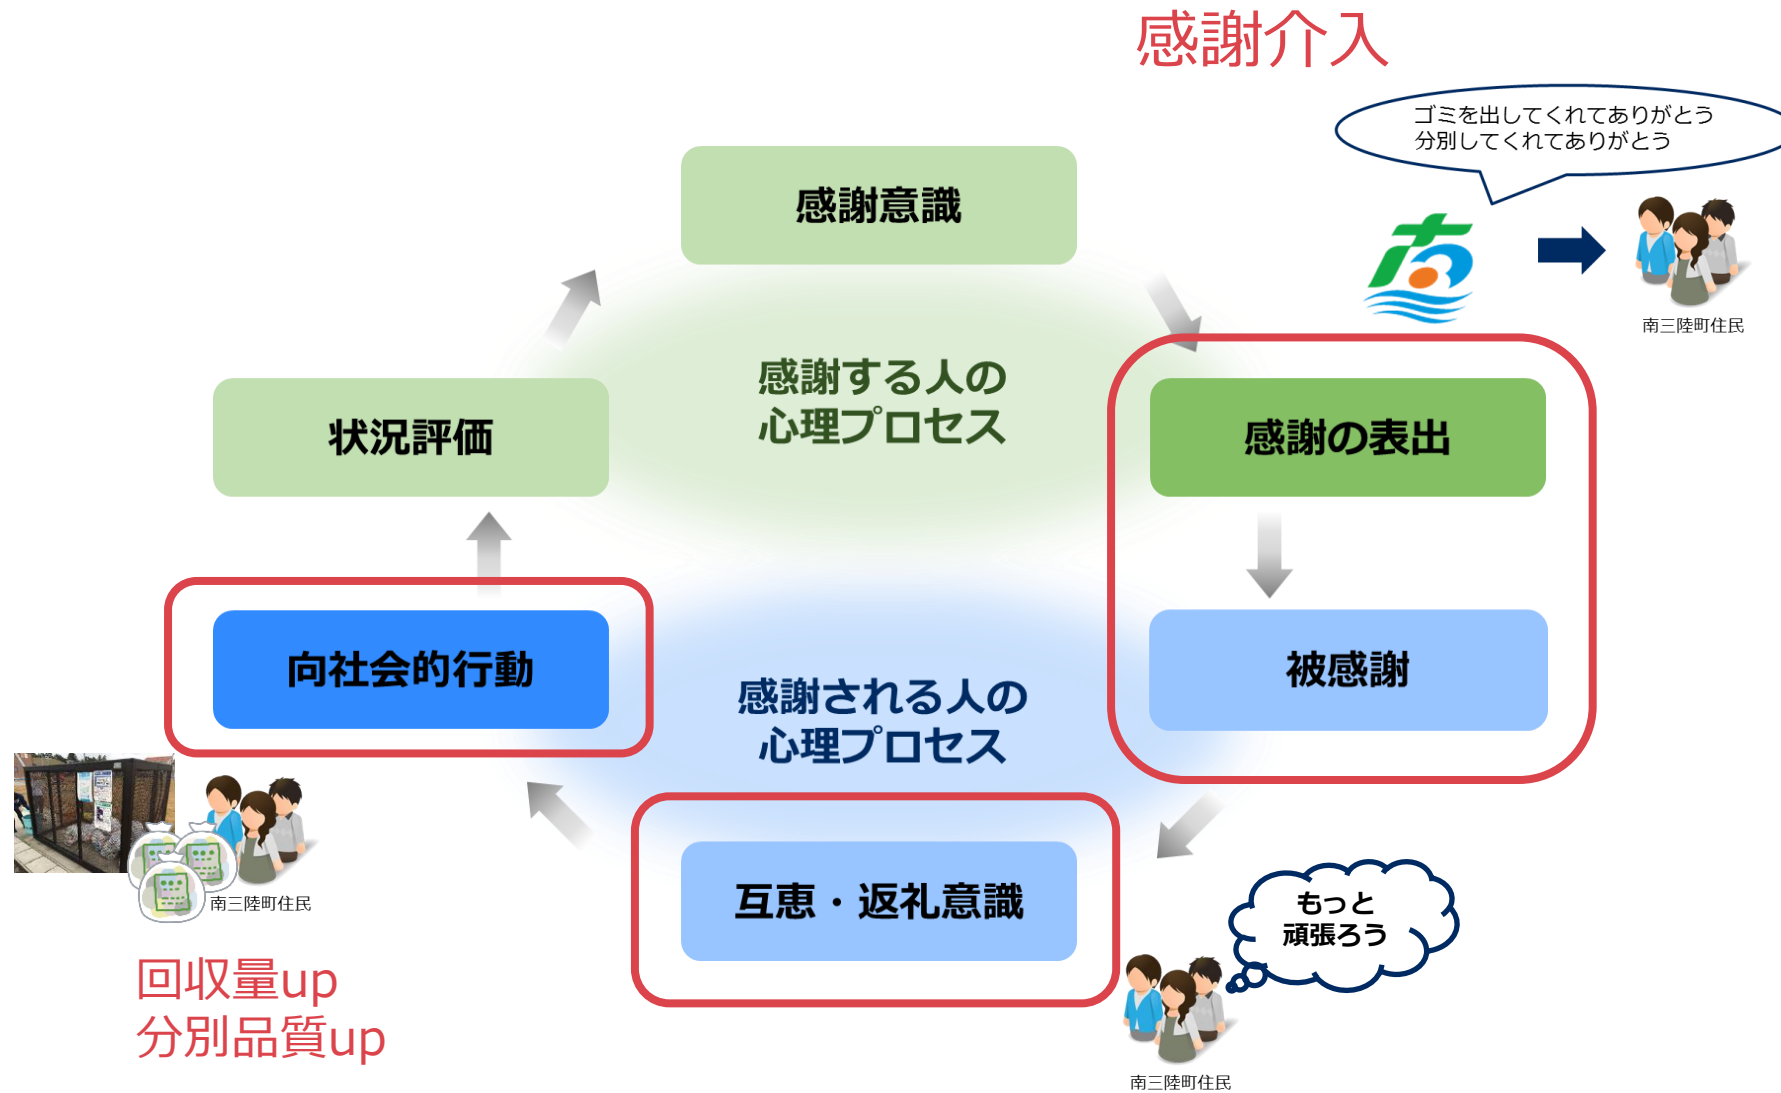 感謝介入
ゴミを出してくれてありがとう
分別してくれてありがとう
南三陸町住民
感謝意識
感謝する人の
心理プロセス
状況評価
感謝の表出
向社会的行動
被感謝
感謝される人の
心理プロセス
互恵・返礼意識
南三陸町住民
回収量up
分別品質up
もっと
頑張ろう
南三陸町住民